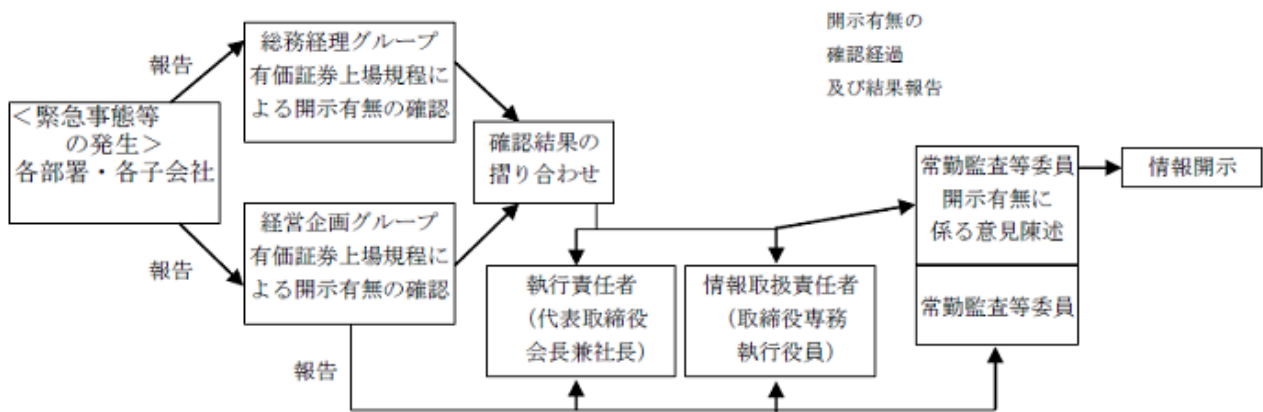 開示有無の
確認経過
及び結果報告
報告
総務経理グループ
有価証券上場規程に
よる開示有無の確認
<緊急事態等
の発生>
各部署・各子会社
確認結果の
摺り合わせ
常勤監査等委員
開示有無に
係る意見陳述
情報開示
報告
経営企画グループ
有価証券上場規程に
よる開示有無の確認
執行責任者
(代表取締役
会長兼社長)
情報取扱責任者
(取締役専務
執行役員)
常勤監査等委員
報告